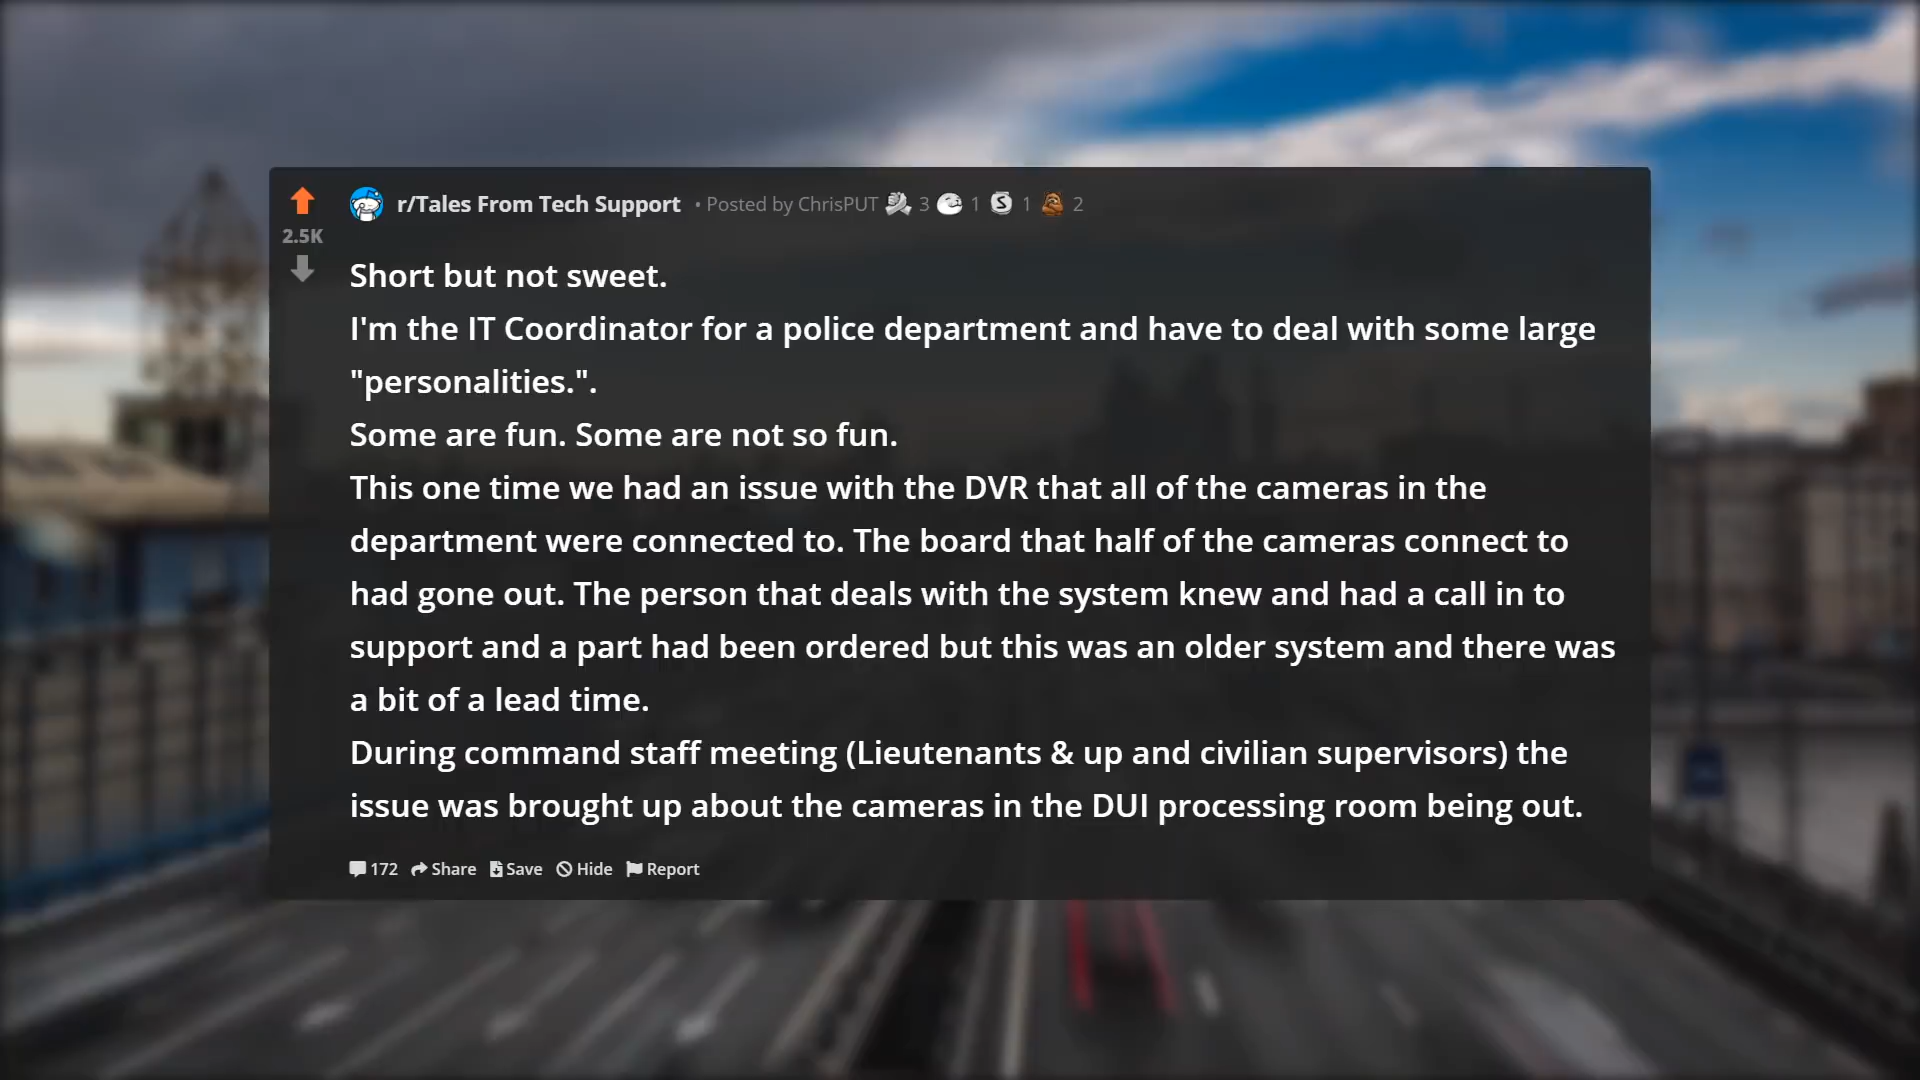 r/Tales From Tech Support • Posted by ChrisPUT 3 1 S 1 2
2.5K
Short but not sweet.
I'm the IT Coordinator for a police department and have to deal with some large
"personalities.".
Some are fun. Some are not so fun.
This one time we had an issue with the DVR that all of the cameras in the
department were connected to. The board that half of the cameras connect to
had gone out. The person that deals with the system knew and had a call in to
support and a part had been ordered but this was an older system and there was
a bit of a lead time.
During command staff meeting (Lieutenants & up and civilian supervisors) the
issue was brought up about the cameras in the DUI processing room being out.
172 Share Save Hide Report